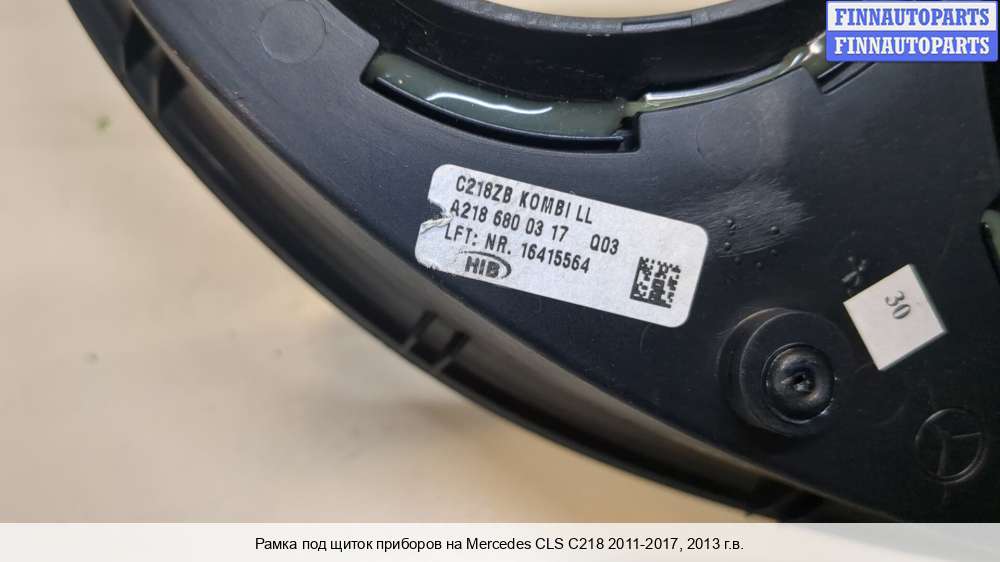 FINNAUTOPARTS
FINNAUTOPARTS
C218ZB KOMBI LL
A218 680 03 17 Q03
LFT: NR. 16415564
HIB
30
Рамка под щиток приборов на Mercedes CLS C218 2011-2017, 2013 г.в.